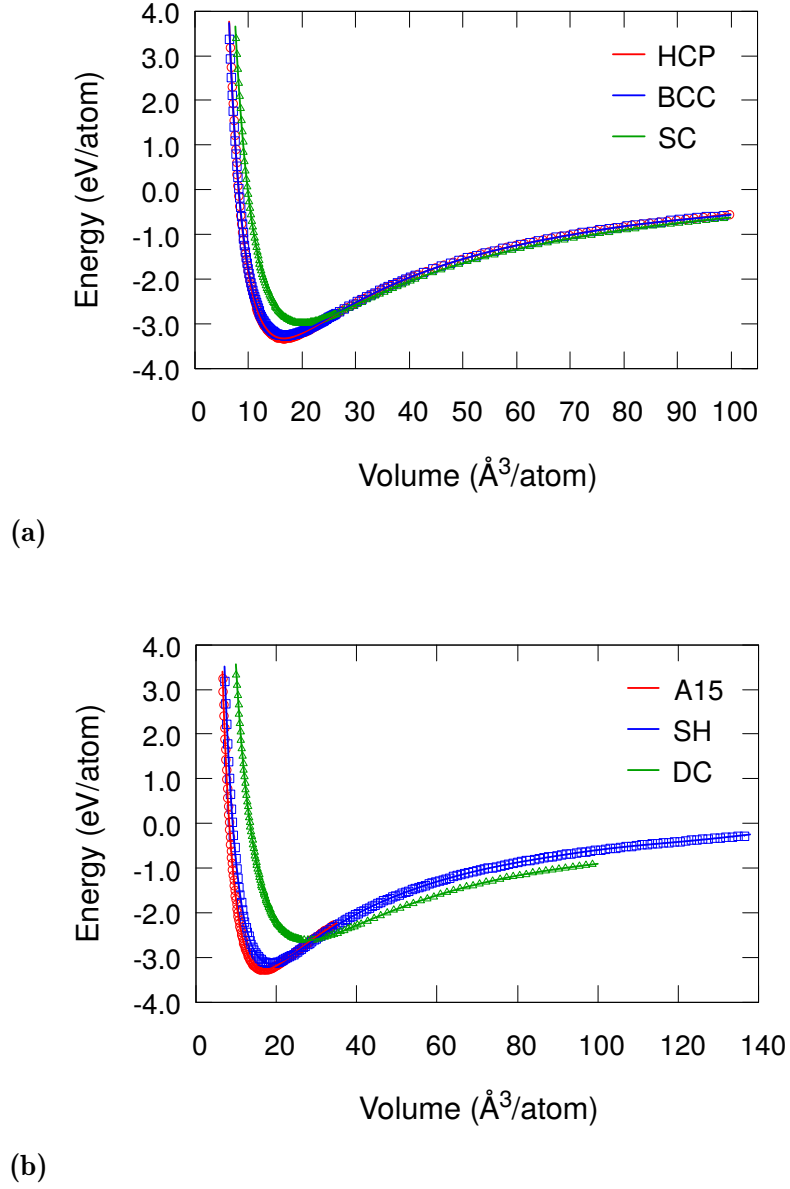 4.0
3.0
2.0
1.0
0.0
-1.0
-2.0
-3.0
-4.0
Energy (eV/atom)
HCP
BCC
SC
0 10 20 30 40 50 60 70 80 90 100
Volume (Å³/atom)
(a)
4.0
3.0
2.0
1.0
0.0
-1.0
-2.0
-3.0
-4.0
Energy (eV/atom)
A15
SH
DC
0 20 40 60 80 100 120 140
Volume (Å³/atom)
(b)